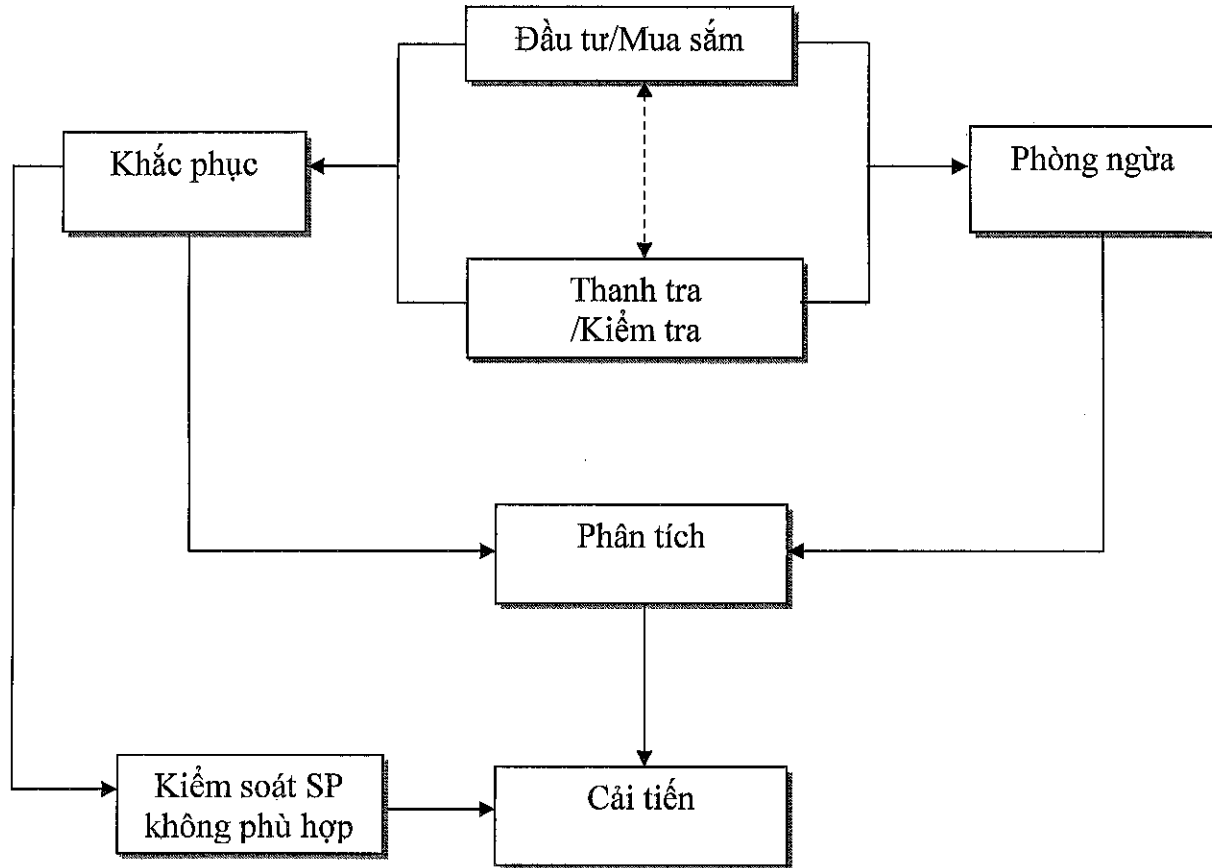 Đầu tư/Mua sắm
Khắc phục
Phòng ngừa
Thanh tra
/Kiểm tra
Phân tích
Kiểm soát SP
không phù hợp
Cải tiến